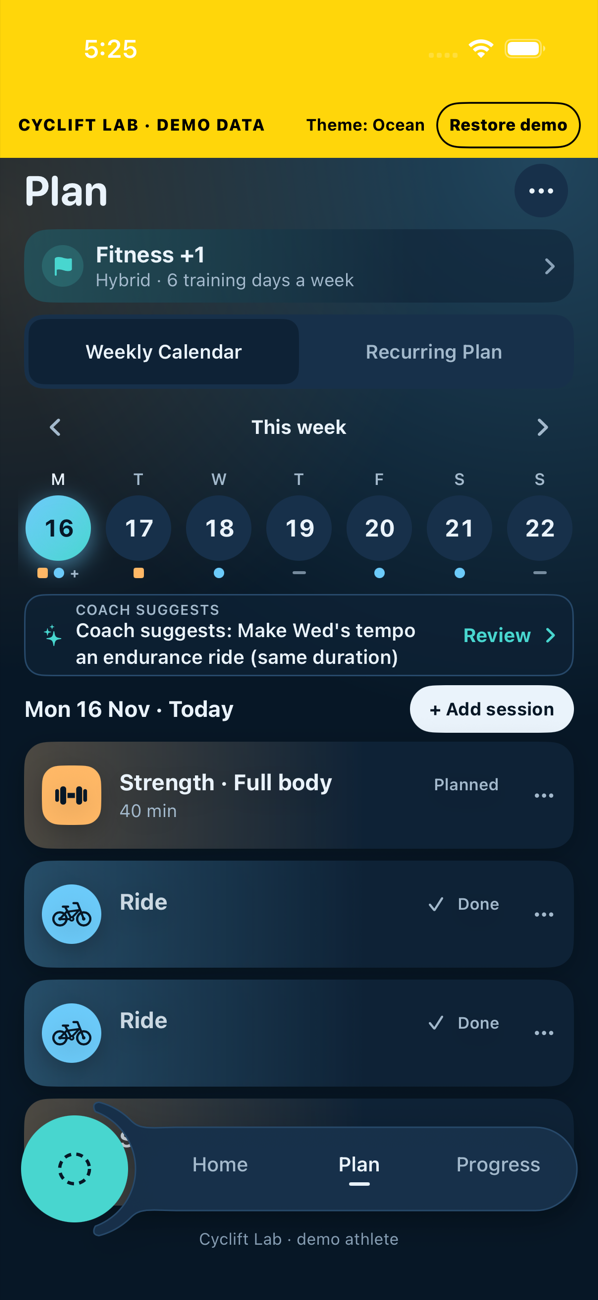 5:25
CYCLIFT LAB · DEMO DATA
Theme: Ocean
Restore demo
Plan
Fitness +1
Hybrid · 6 training days a week
Weekly Calendar
Recurring Plan
This week
M T W T F S S
16 17 18 19 20 21 22
COACH SUGGESTS
Coach suggests: Make Wed's tempo
an endurance ride (same duration)
Review
Mon 16 Nov · Today
+ Add session
Strength · Full body
Planned
40 min
Ride
Done
Ride
Done
Home
Plan
Progress
Cyclift Lab · demo athlete